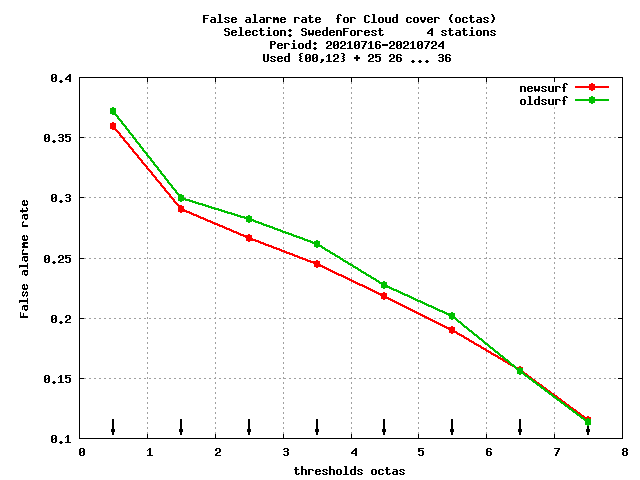 False alarme rate  for Cloud cover (octas)
Selection: SwedenForest      4 stations
Period: 20210716-20210724
Used {00,12} + 25 26 ... 36
newsurf
oldsurf
0.4
0.35
0.3
0.25
0.2
0.15
0.1
False alarme rate
0 1 2 3 4 5 6 7 8
thresholds octas